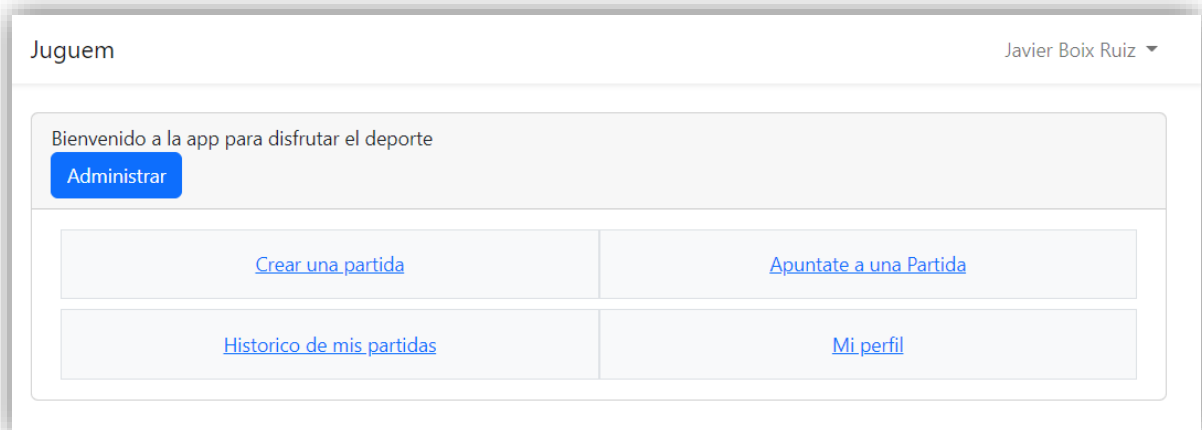 Juguem
Javier Boix Ruiz
Bienvenido a la app para disfrutar el deporte
Administrar
Crear una partida
Apuntate a una Partida
Historico de mis partidas
Mi perfil